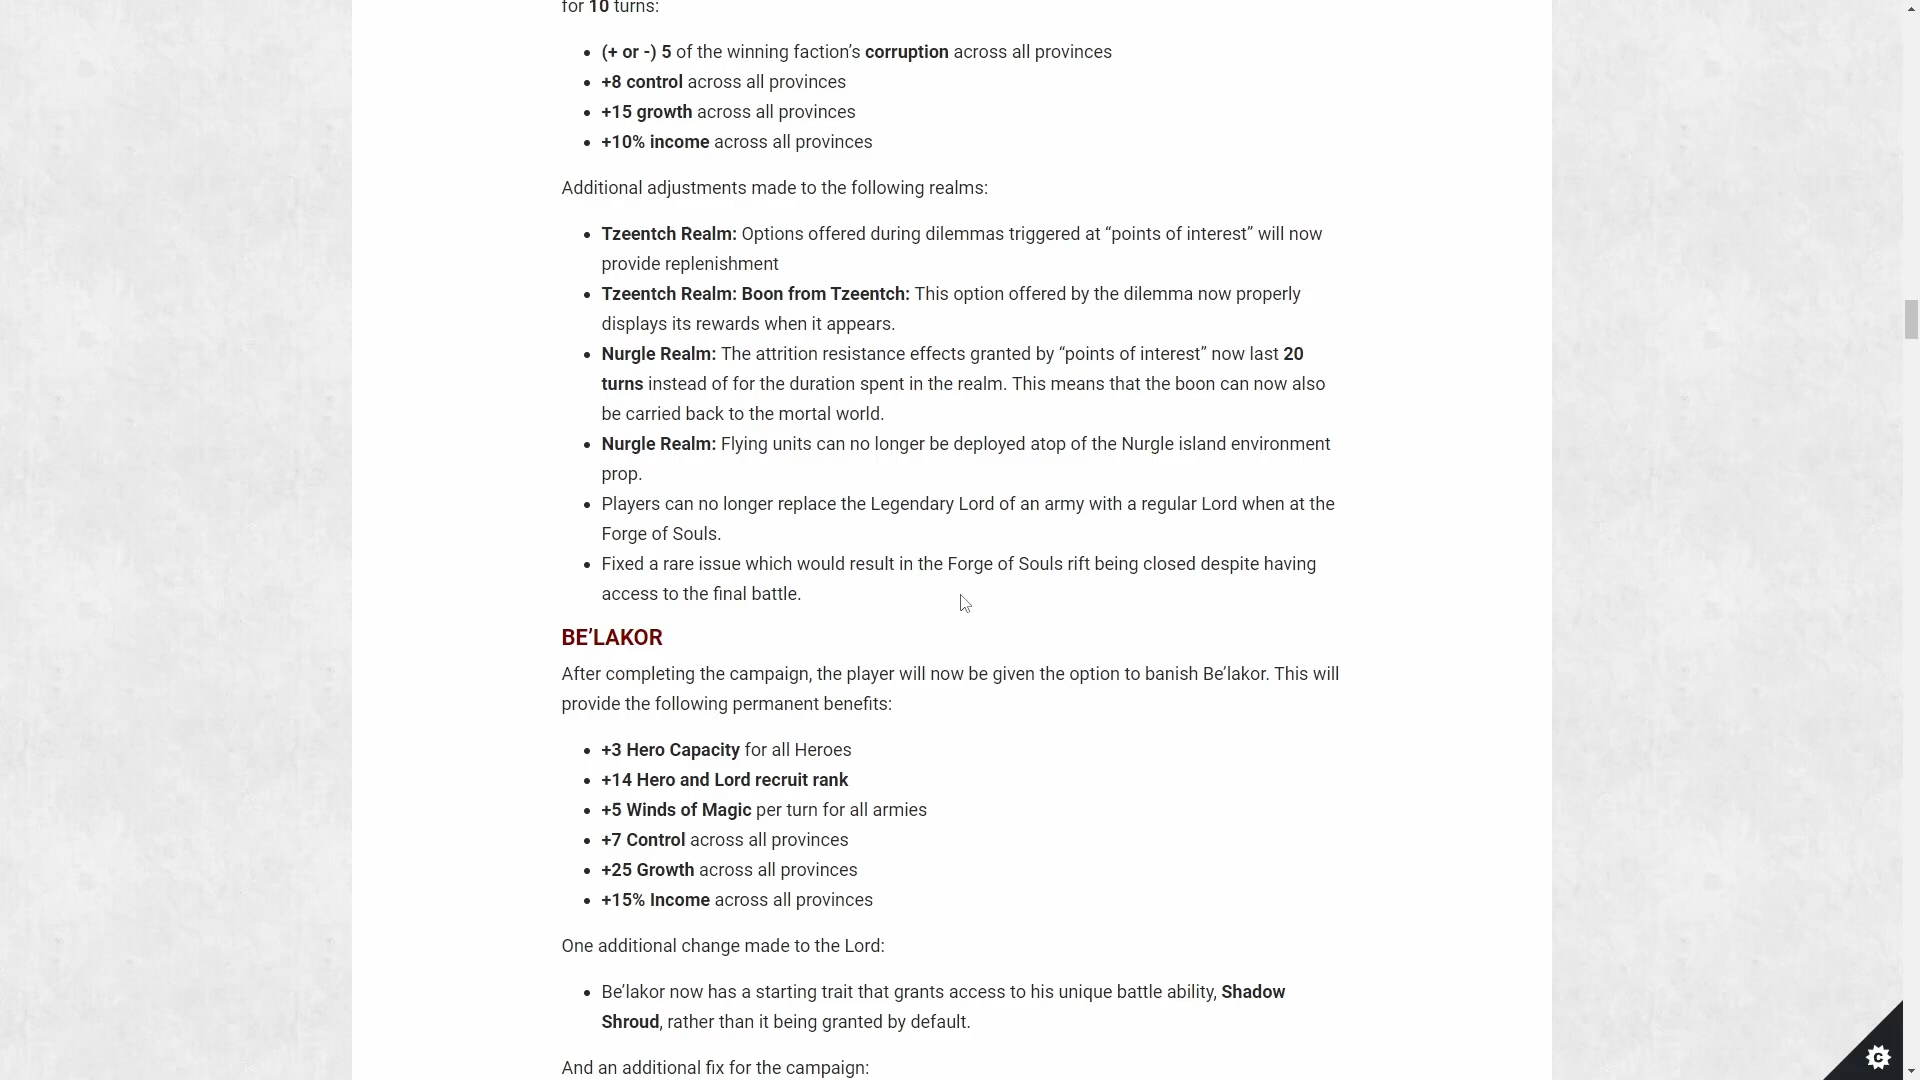 for 10 turns:
• (+ or -) 5 of the winning faction’s corruption across all provinces
• +8 control across all provinces
• +15 growth across all provinces
• +10% income across all provinces
Additional adjustments made to the following realms:
• Tzeentch Realm: Options offered during dilemmas triggered at “points of interest” will now
provide replenishment
• Tzeentch Realm: Boon from Tzeentch: This option offered by the dilemma now properly
displays its rewards when it appears.
• Nurgle Realm: The attrition resistance effects granted by “points of interest” now last 20
turns instead of for the duration spent in the realm. This means that the boon can now also
be carried back to the mortal world.
• Nurgle Realm: Flying units can no longer be deployed atop of the Nurgle island environment
prop.
• Players can no longer replace the Legendary Lord of an army with a regular Lord when at the
Forge of Souls.
• Fixed a rare issue which would result in the Forge of Souls rift being closed despite having
access to the final battle.
BE’LAKOR
After completing the campaign, the player will now be given the option to banish Be’lakor. This will
provide the following permanent benefits:
• +3 Hero Capacity for all Heroes
• +14 Hero and Lord recruit rank
• +5 Winds of Magic per turn for all armies
• +7 Control across all provinces
• +25 Growth across all provinces
• +15% Income across all provinces
One additional change made to the Lord:
• Be’lakor now has a starting trait that grants access to his unique battle ability, Shadow
Shroud, rather than it being granted by default.
And an additional fix for the campaign: